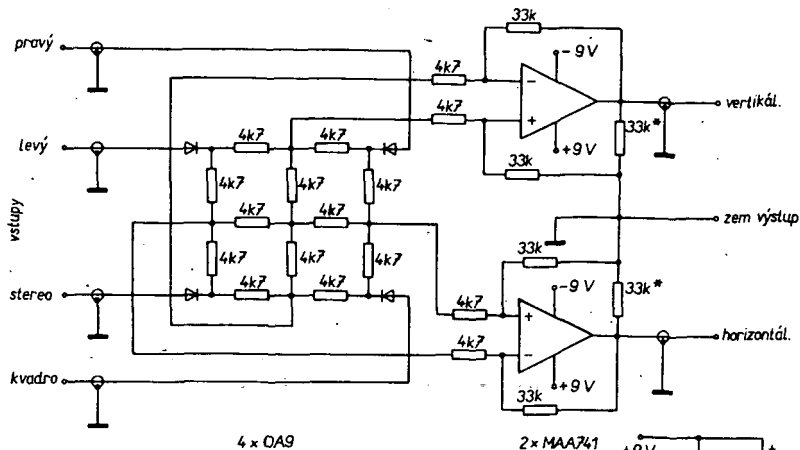 pravý
levý
vstupy
stereo
kvadro
4k7
4k7
4k7
4k7
4k7
4k7
4k7
4k7
4k7
4k7
4k7
4k7
4 x OA9
33k
4k7
- 9 V
−
+
4k7
+9 V
33k
33k*
vertikál.
zem výstup
33k
4k7
-9 V
+
−
4k7
+9 V
33k
33k*
horizontál.
2 x MAA741
+9V
+